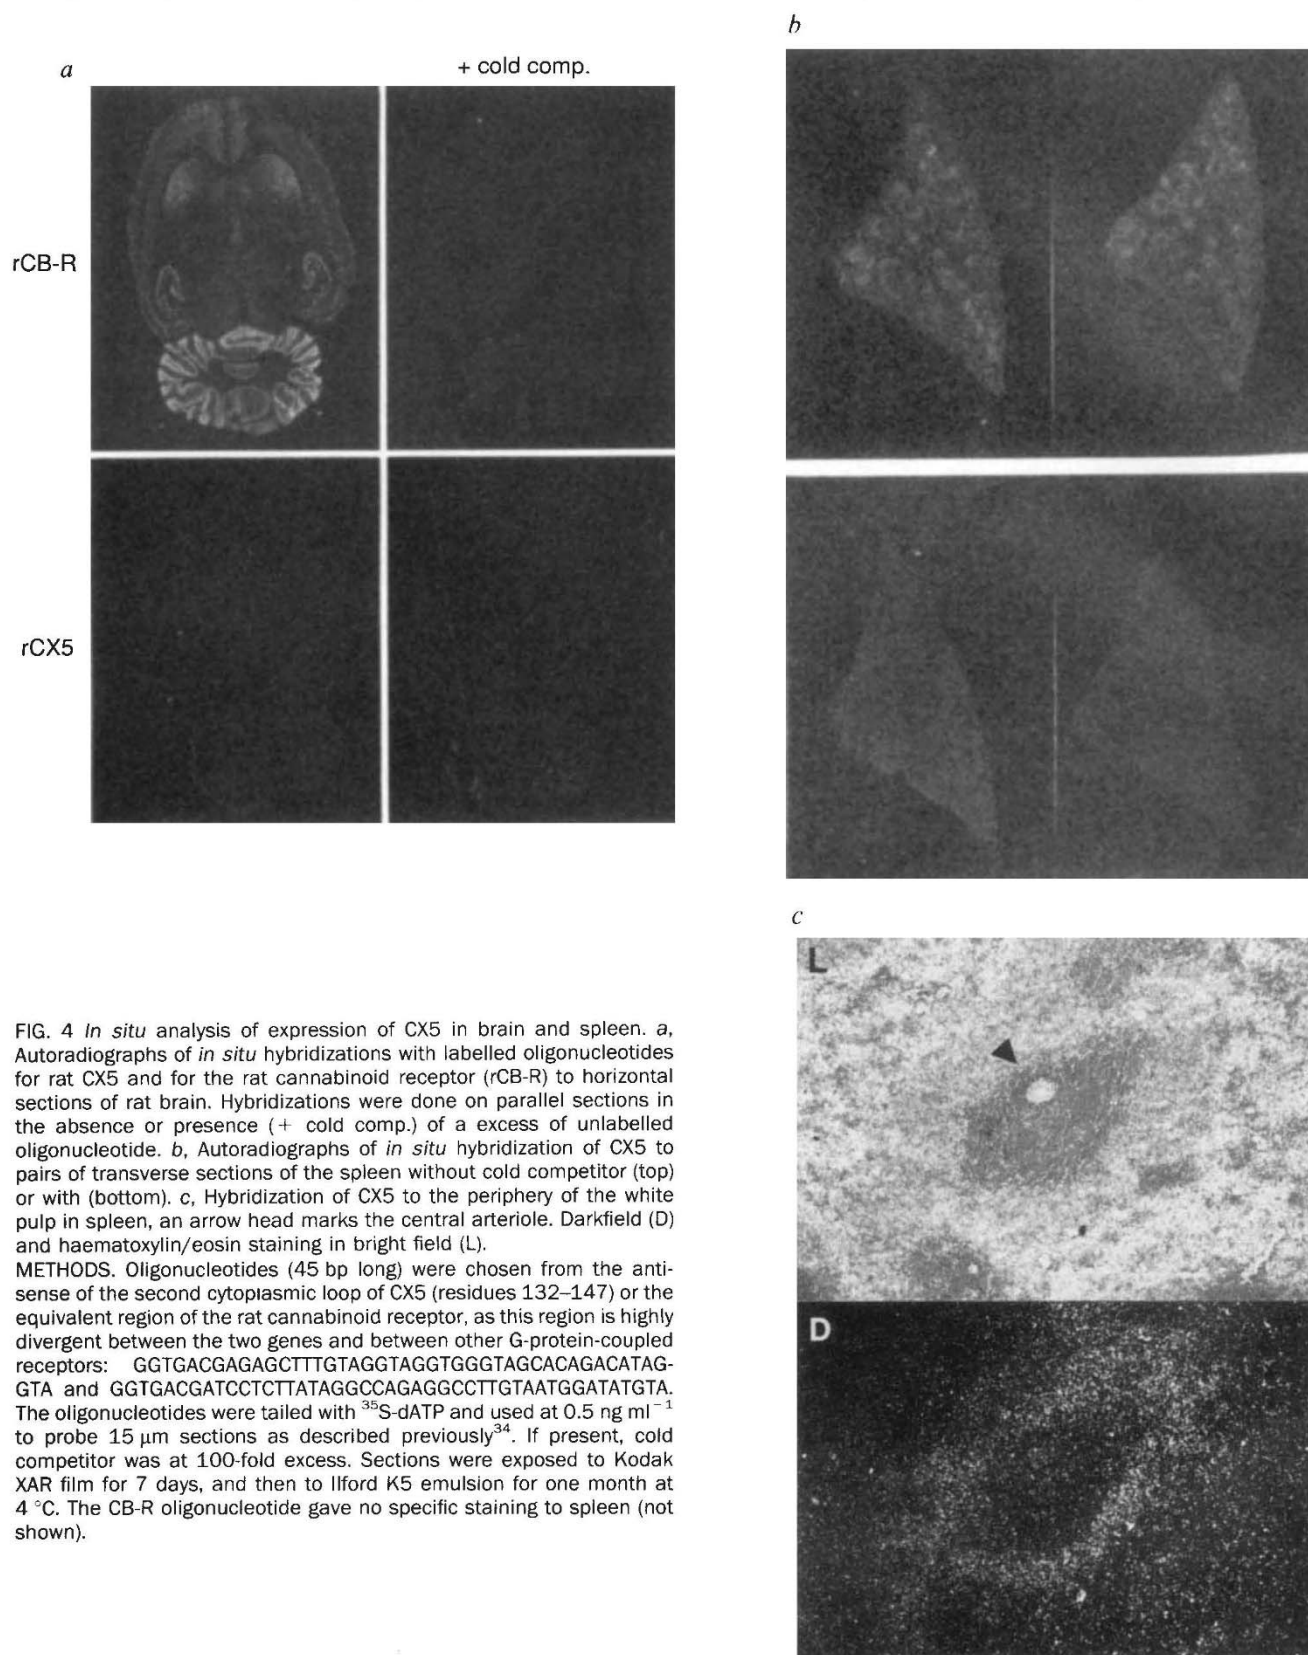 a
+ cold comp.
b
rCB-R
rCX5
c
L
D
FIG. 4 In situ analysis of expression of CX5 in brain and spleen. a,
Autoradiographs of in situ hybridizations with labelled oligonucleotides
for rat CX5 and for the rat cannabinoid receptor (rCB-R) to horizontal
sections of rat brain. Hybridizations were done on parallel sections in
the absence or presence (+ cold comp.) of a excess of unlabelled
oligonucleotide. b, Autoradiographs of in situ hybridization of CX5 to
pairs of transverse sections of the spleen without cold competitor (top)
or with (bottom). c, Hybridization of CX5 to the periphery of the white
pulp in spleen, an arrow head marks the central arteriole. Darkfield (D)
and haematoxylin/eosin staining in bright field (L).
METHODS. Oligonucleotides (45 bp long) were chosen from the anti-
sense of the second cytoplasmic loop of CX5 (residues 132–147) or the
equivalent region of the rat cannabinoid receptor, as this region is highly
divergent between the two genes and between other G-protein-coupled
receptors: GGTGACGAGAGCTTTGTAGGTAGGTGGGTAGCACAGACATAG-
GTA and GGTGACGATCCTCTTATAGGCCAGAGGCCTTGTAATGGATATGTA.
The oligonucleotides were tailed with ³⁵S-dATP and used at 0.5 ng ml⁻¹
to probe 15 μm sections as described previously³⁴. If present, cold
competitor was at 100-fold excess. Sections were exposed to Kodak
XAR film for 7 days, and then to Ilford K5 emulsion for one month at
4 °C. The CB-R oligonucleotide gave no specific staining to spleen (not
shown).